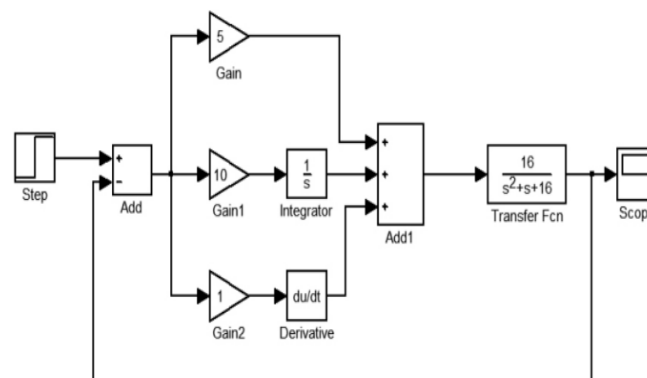 5
Gain
+
−
Step
Add
10
Gain1
1
s
Integrator
+
+
+
Add1
16
s²+s+16
Transfer Fcn
Scop
1
Gain2
du/dt
Derivative